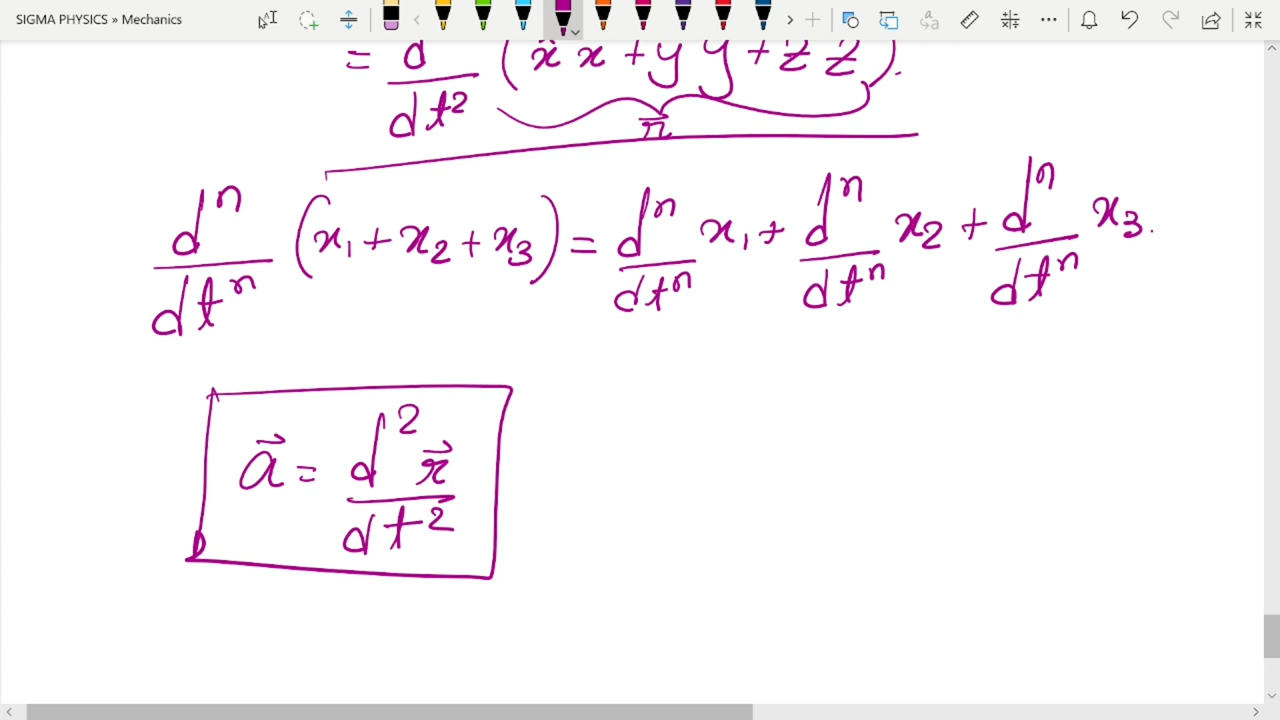 SIGMA PHYSICS » Mechanics
= d/dt² (x̂ x + ŷ y + ẑ z).
r⃗
dⁿ/dtⁿ (x₁ + x₂ + x₃) = dⁿ/dtⁿ x₁ + dⁿ/dtⁿ x₂ + dⁿ/dtⁿ x₃.
a⃗ = d² r⃗/dt²